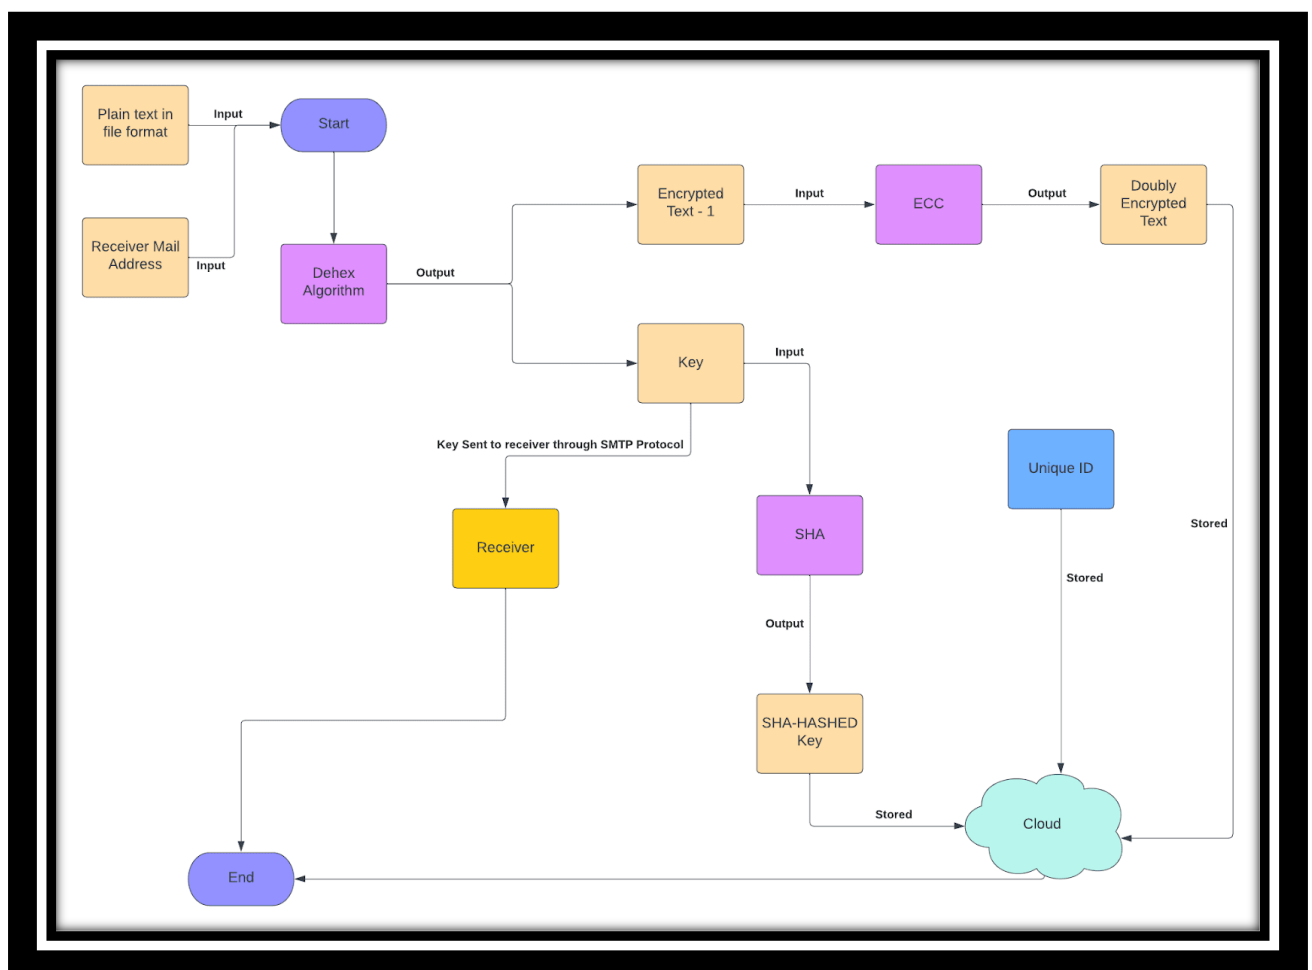 Plain text in
file format
Input
Start
Receiver Mail
Address
Input
Dehex
Algorithm
Output
Encrypted
Text - 1
Input
ECC
Output
Doubly
Encrypted
Text
Key
Input
Key Sent to receiver through SMTP Protocol
Receiver
SHA
Unique ID
Stored
Stored
Output
SHA-HASHED
Key
Stored
Cloud
End